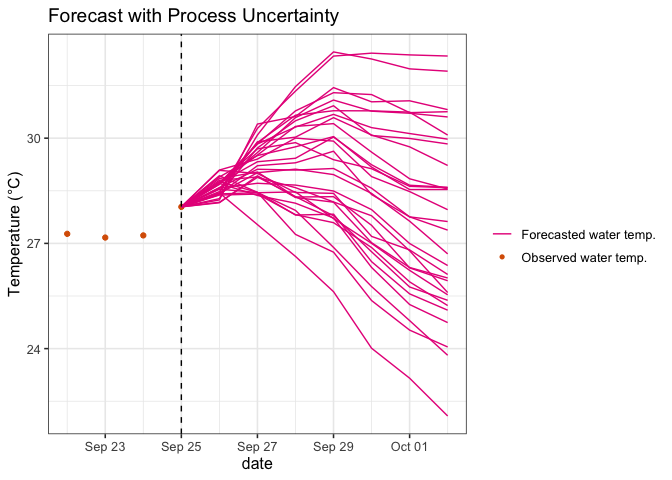 Forecast with Process Uncertainty
Temperature (°C)
30
27
24
Sep 23
Sep 25
Sep 27
Sep 29
Oct 01
date
Forecasted water temp.
Observed water temp.